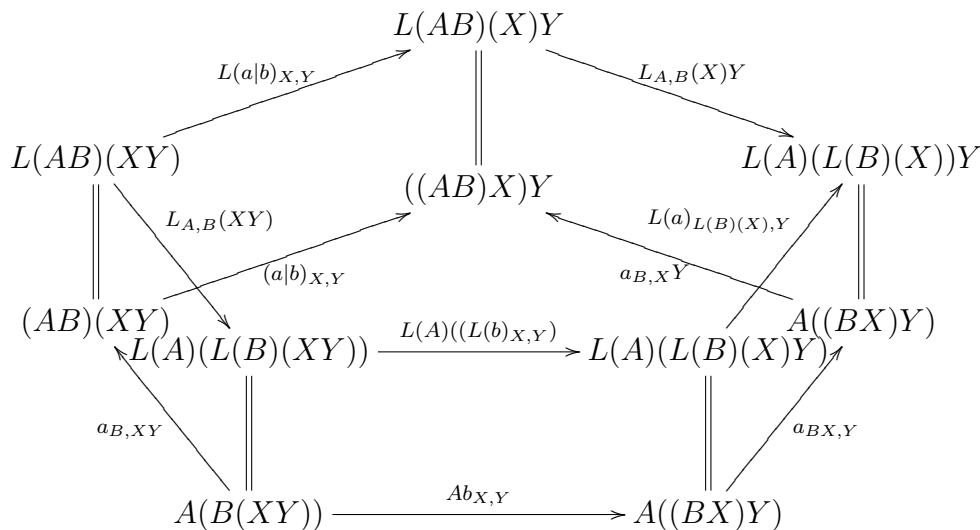 L(AB)(X)Y
L(a|b)_{X,Y}
L_{A,B}(X)Y
L(AB)(XY)
L(A)(L(B)(X))Y
((AB)X)Y
L_{A,B}(XY)
L(a)_{L(B)(X),Y}
(a|b)_{X,Y}
a_{B,X}Y
(AB)(XY)
A((BX)Y)
L(A)(L(B)(XY))
L(A)((L(b)_{X,Y})
L(A)(L(B)(X)Y)
a_{B,XY}
a_{BX,Y}
A(B(XY))
Ab_{X,Y}
A((BX)Y)